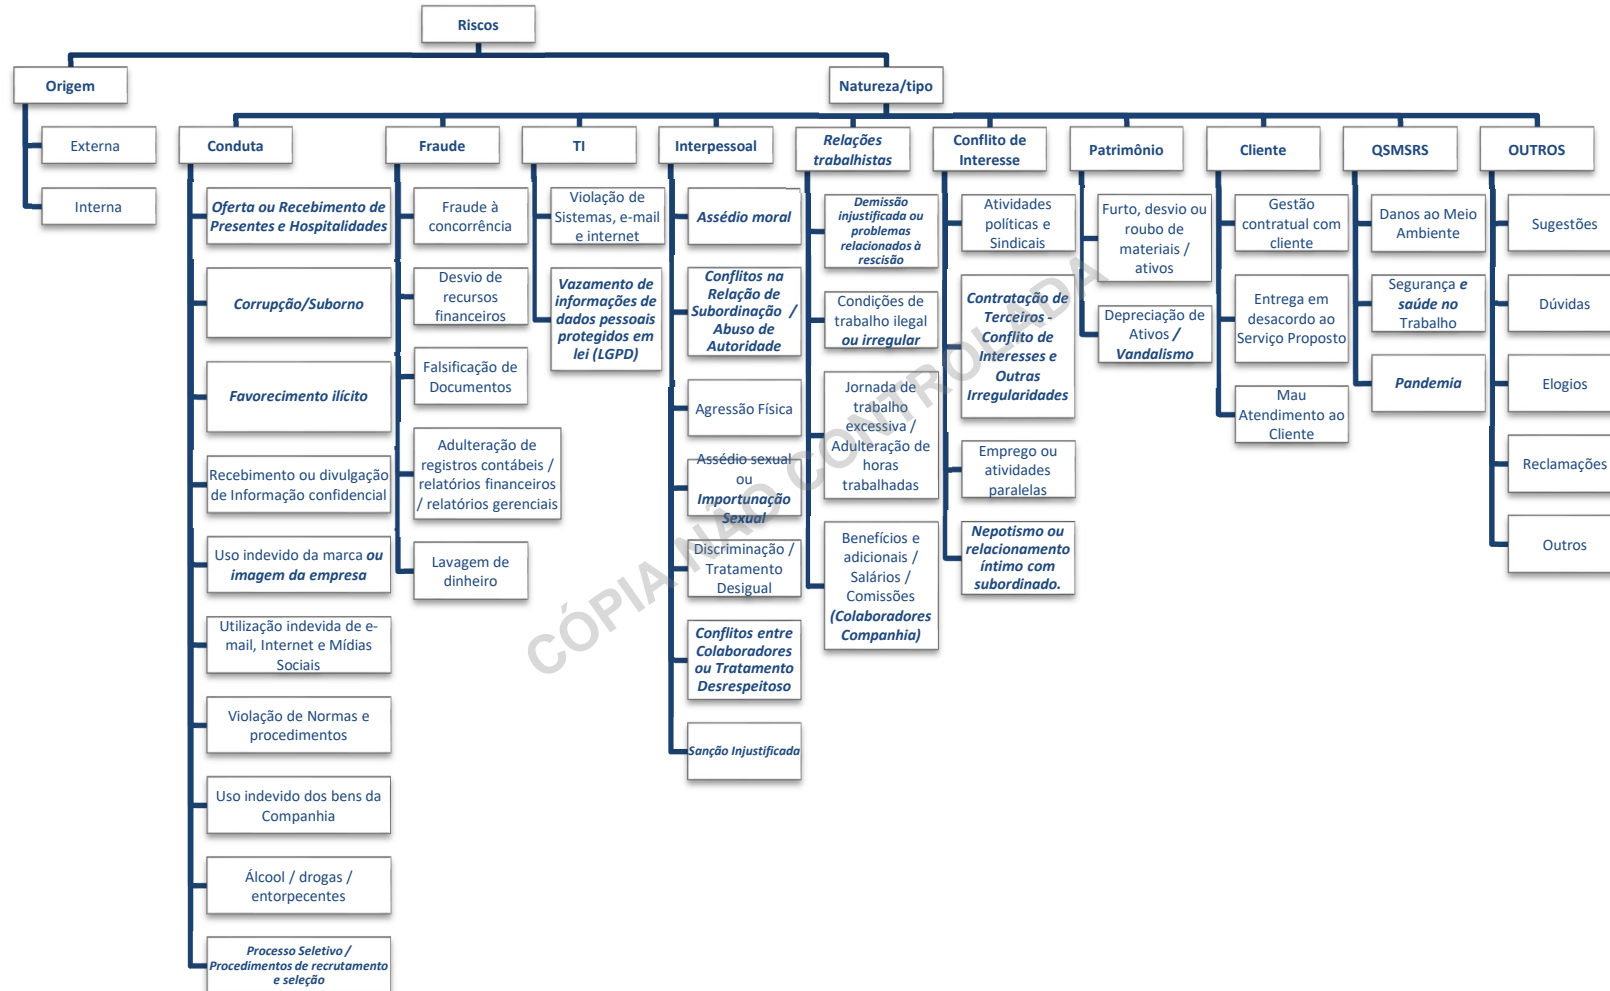 Riscos
Origem
Natureza/tipo
Externa
Interna
Conduta
Oferta ou Recebimento de
Presentes e Hospitalidades
Corrupção/Suborno
Favorecimento ilícito
Recebimento ou divulgação
de Informação confidencial
Uso indevido da marca ou
imagem da empresa
Utilização indevida de e-
mail, Internet e Mídias
Sociais
Violação de Normas e
procedimentos
Uso indevido dos bens da
Companhia
Álcool / drogas /
entorpecentes
Processo Seletivo /
Procedimentos de recrutamento
e seleção
Fraude
Fraude à
concorrência
Desvio de
recursos
financeiros
Falsificação de
Documentos
Adulteração de
registros contábeis /
relatórios financeiros
/ relatórios gerenciais
Lavagem de
dinheiro
TI
Violação de
Sistemas, e-mail
e internet
Vazamento de
informações de
dados pessoais
protegidos em
lei (LGPD)
Interpessoal
Assédio moral
Conflitos na
Relação de
Subordinação /
Abuso de
Autoridade
Agressão Física
Assédio sexual
ou
Importunação
Sexual
Discriminação /
Tratamento
Desigual
Conflitos entre
Colaboradores
ou Tratamento
Desrespeitoso
Sanção Injustificada
Relações
trabalhistas
Demissão
injustificada ou
problemas
relacionados à
rescisão
Condições de
trabalho ilegal
ou irregular
Jornada de
trabalho
excessiva /
Adulteração de
horas
trabalhadas
Benefícios e
adicionais /
Salários /
Comissões
(Colaboradores
Companhia)
Conflito de
Interesse
Atividades
políticas e
Sindicais
Contratação de
Terceiros -
Conflito de
Interesses e
Outras
Irregularidades
Emprego ou
atividades
paralelas
Nepotismo ou
relacionamento
íntimo com
subordinado.
Patrimônio
Furto, desvio ou
roubo de
materiais /
ativos
Depreciação de
Ativos /
Vandalismo
Cliente
Gestão
contratual com
cliente
Entrega em
desacordo ao
Serviço Proposto
Mau
Atendimento ao
Cliente
QSMSRS
Danos ao Meio
Ambiente
Segurança e
saúde no
Trabalho
Pandemia
OUTROS
Sugestões
Dúvidas
Elogios
Reclamações
Outros
CÓPIA NÃO CONTROLADA